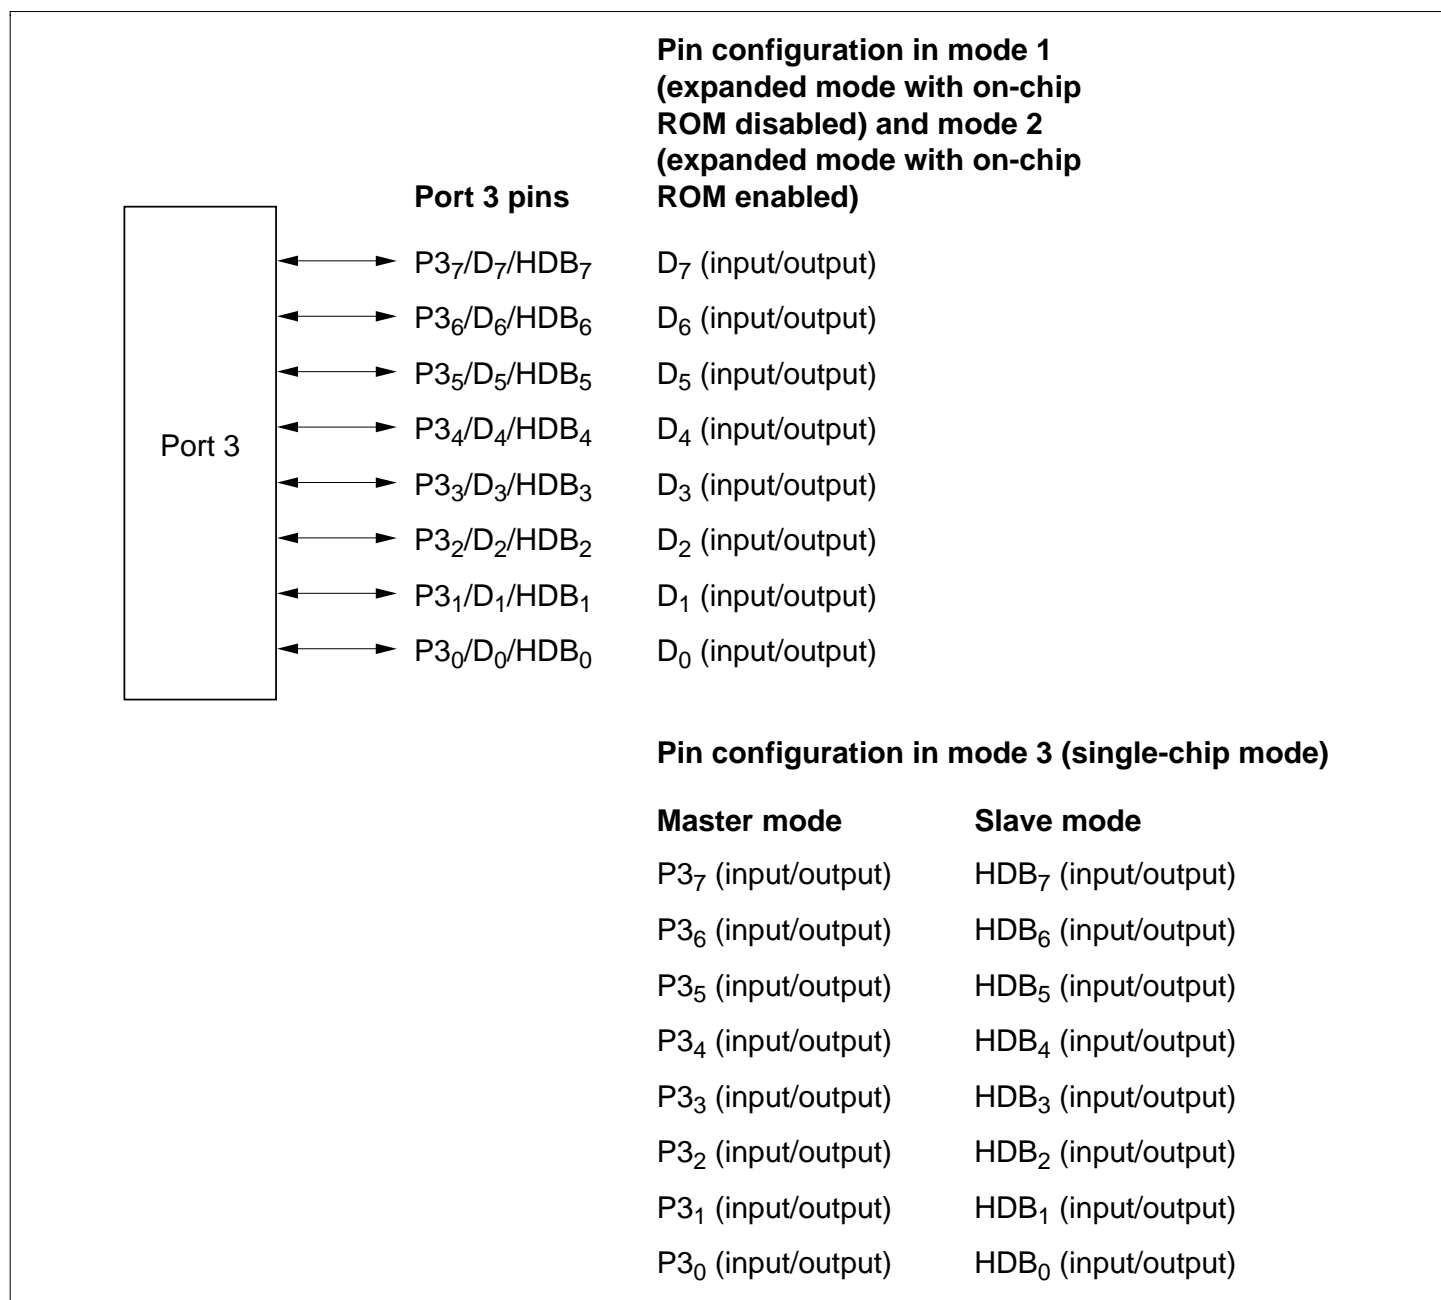 Pin configuration in mode 1
(expanded mode with on-chip
ROM disabled) and mode 2
(expanded mode with on-chip
ROM enabled)
Port 3 pins
Port 3
P3₇/D₇/HDB₇ D₇ (input/output)
P3₆/D₆/HDB₆ D₆ (input/output)
P3₅/D₅/HDB₅ D₅ (input/output)
P3₄/D₄/HDB₄ D₄ (input/output)
P3₃/D₃/HDB₃ D₃ (input/output)
P3₂/D₂/HDB₂ D₂ (input/output)
P3₁/D₁/HDB₁ D₁ (input/output)
P3₀/D₀/HDB₀ D₀ (input/output)
Pin configuration in mode 3 (single-chip mode)
Master mode Slave mode
P3₇ (input/output) HDB₇ (input/output)
P3₆ (input/output) HDB₆ (input/output)
P3₅ (input/output) HDB₅ (input/output)
P3₄ (input/output) HDB₄ (input/output)
P3₃ (input/output) HDB₃ (input/output)
P3₂ (input/output) HDB₂ (input/output)
P3₁ (input/output) HDB₁ (input/output)
P3₀ (input/output) HDB₀ (input/output)